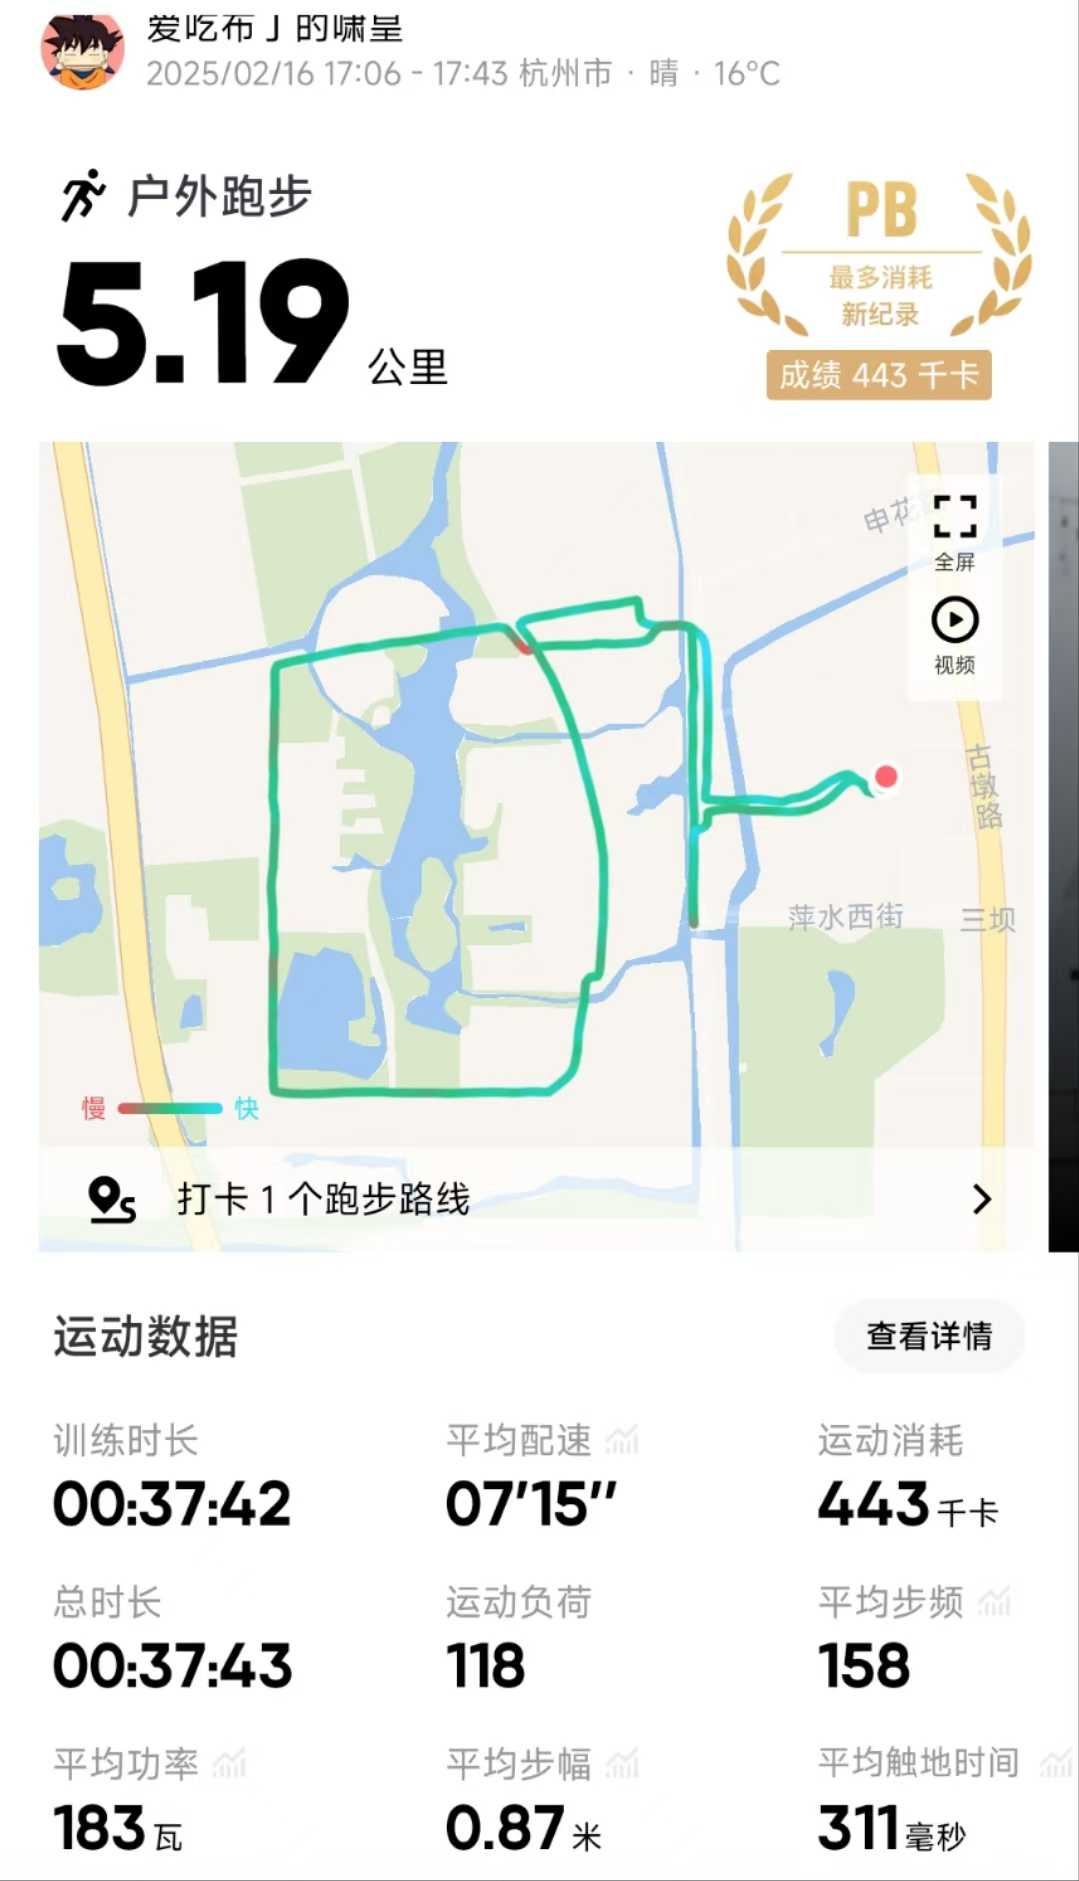 爱吃布丁的啸呈
2025/02/16 17:06 - 17:43 杭州市 · 晴 · 16°C
户外跑步
5.19 公里
PB
最多消耗
新纪录
成绩 443 千卡
申花
全屏
视频
古墩路
萍水西街
三坝
慢 快
打卡 1 个跑步路线
运动数据
查看详情
训练时长 平均配速 运动消耗
00:37:42 07'15'' 443 千卡
总时长 运动负荷 平均步频
00:37:43 118 158
平均功率 平均步幅 平均触地时间
183 瓦 0.87 米 311 毫秒